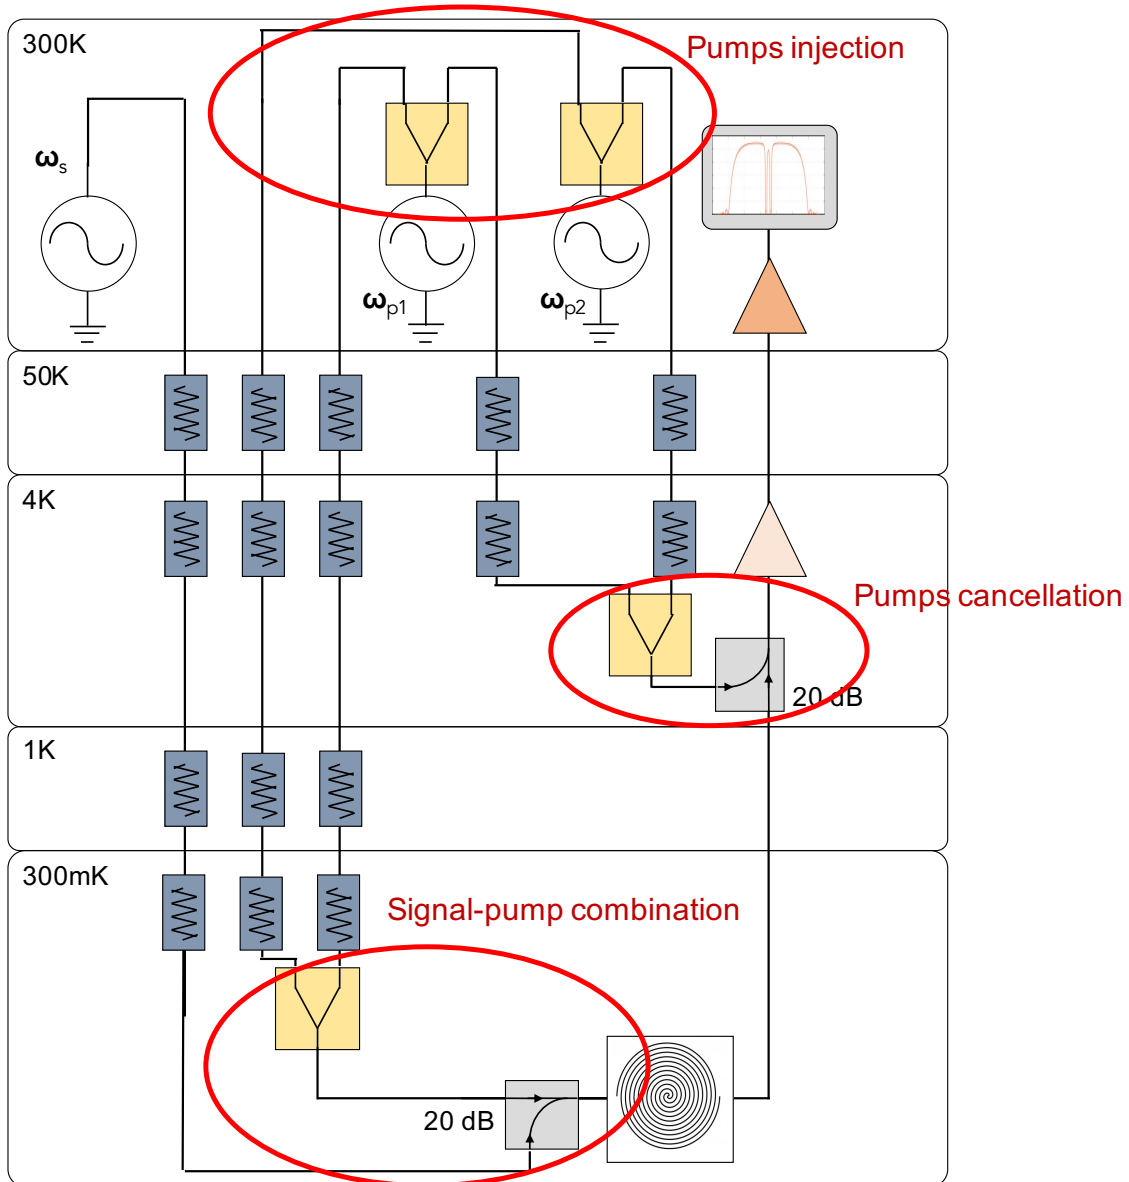 300K
Pumps injection
ωs
ωp1
ωp2
50K
4K
Pumps cancellation
20 dB
1K
300mK
Signal-pump combination
20 dB